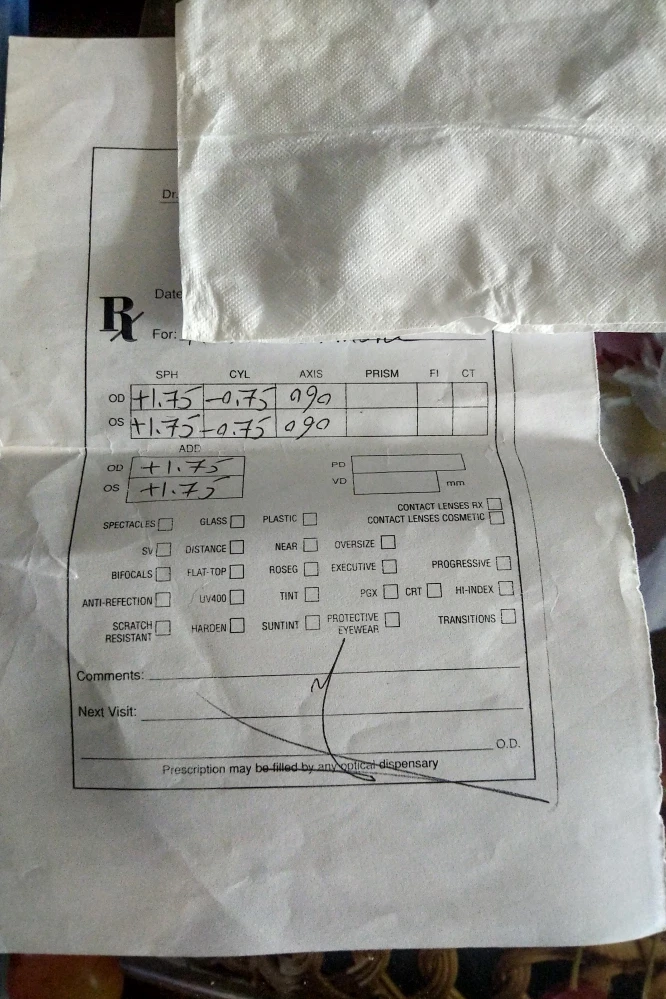 Dr.
Rx
Date
For:
SPH CYL AXIS PRISM FI CT
OD +1.75 -0.75 090
OS +1.75 -0.75 090
ADD
OD +1.75
OS +1.75
PD
VD mm
CONTACT LENSES RX
SPECTACLES GLASS PLASTIC CONTACT LENSES COSMETIC
SV DISTANCE NEAR OVERSIZE
BIFOCALS FLAT-TOP ROSEG EXECUTIVE PROGRESSIVE
ANTI-REFECTION UV400 TINT PGX CRT HI-INDEX
SCRATCH RESISTANT HARDEN SUNTINT PROTECTIVE EYEWEAR TRANSITIONS
Comments:
Next Visit:
O.D.
Prescription may be filled by any optical dispensary